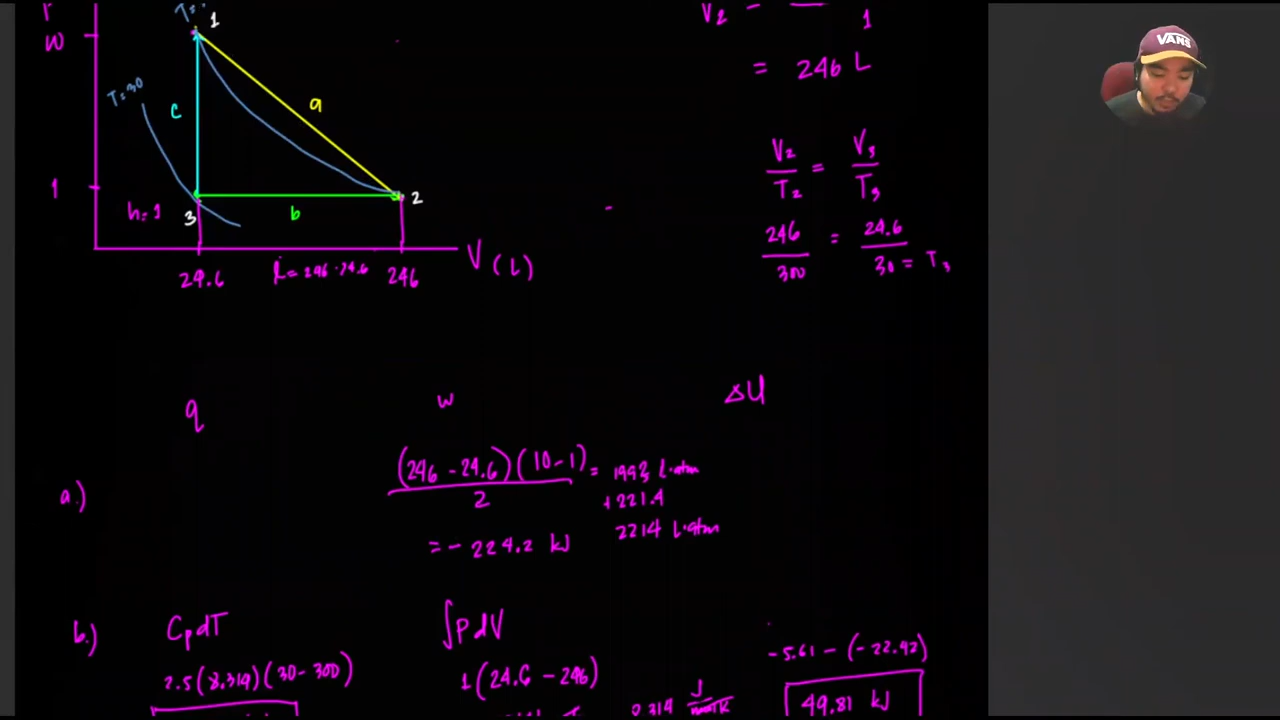 P
T=
1
10
T=30
c
a
1
2
n=1
3
b
V (L)
24.6
l = 246 - 24.6
246
V2 =
1
= 246 L
V2 / T2 = V3 / T3
246 / 300 = 24.6 / 30 = T3
VANS
q
w
ΔU
a.)
(246 - 24.6)(10-1) / 2 = 1992 L·atm
+221.4
2214 L·atm
= - 224.2 kJ
b.)
CpdT
∫PdV
2.5(8.314)(30-300)
1(24.6 - 246)
-5.61 - (-22.42)
49.81 kJ